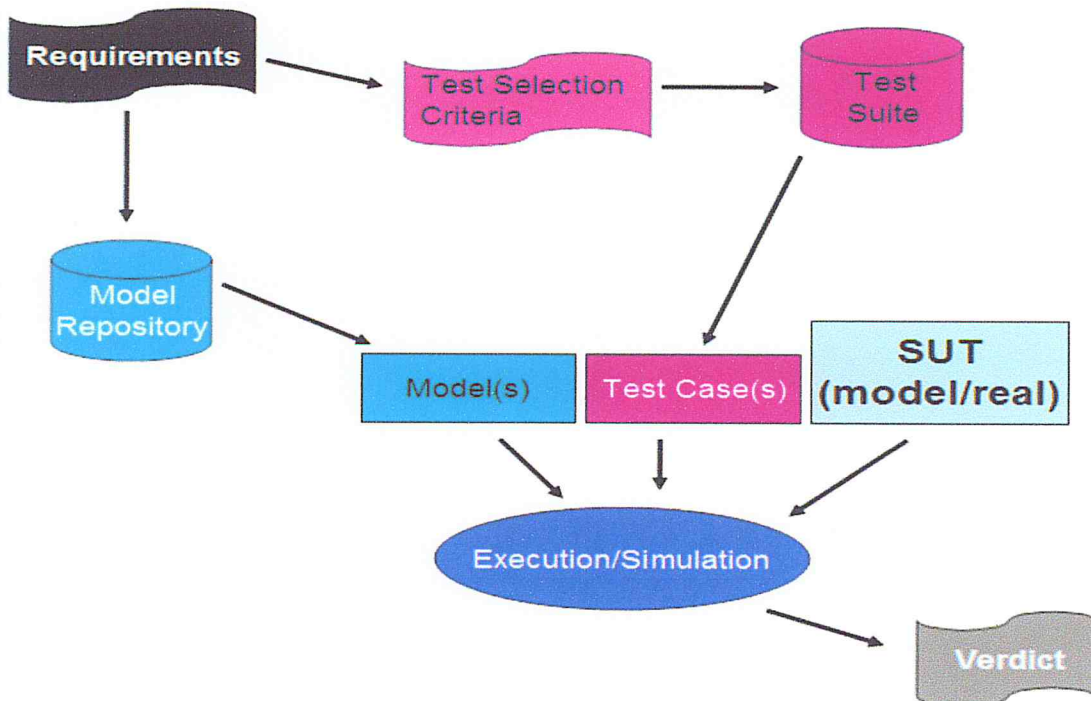 Requirements
Test Selection
Criteria
Test
Suite
Model
Repository
Model(s)
Test Case(s)
SUT
(model/real)
Execution/Simulation
Verdict